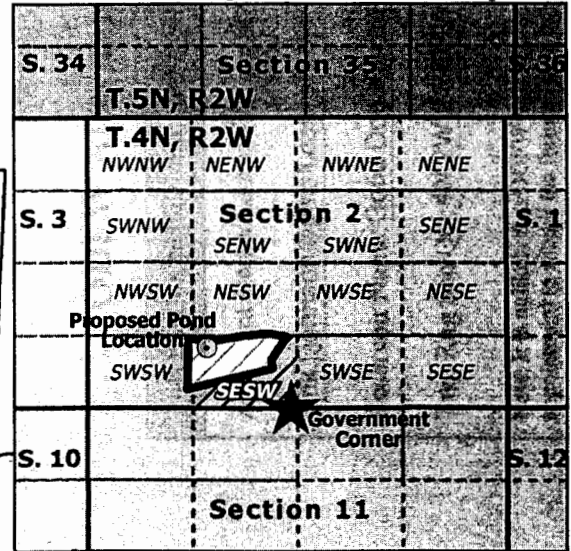 S. 34 Section 35 S. 36
T.5N, R2W
T.4N, R2W
NWNW NENW NWNE NENE
S. 3 SWNW Section 2 SENE S. 1
SENW SWNE
NWSW NESW NWSE NESE
Proposed Pond
Location
SWSW SESW SWSE SESE
Government
Corner
S. 10 S. 12
Section 11